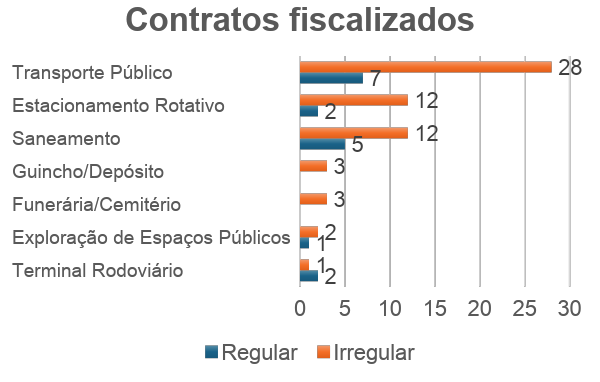 Contratos fiscalizados
Transporte Público
28
7
Estacionamento Rotativo
12
2
Saneamento
12
5
Guincho/Depósito
3
Funerária/Cemitério
3
Exploração de Espaços Públicos
2
1
Terminal Rodoviário
1
2
0 5 10 15 20 25 30
Regular Irregular